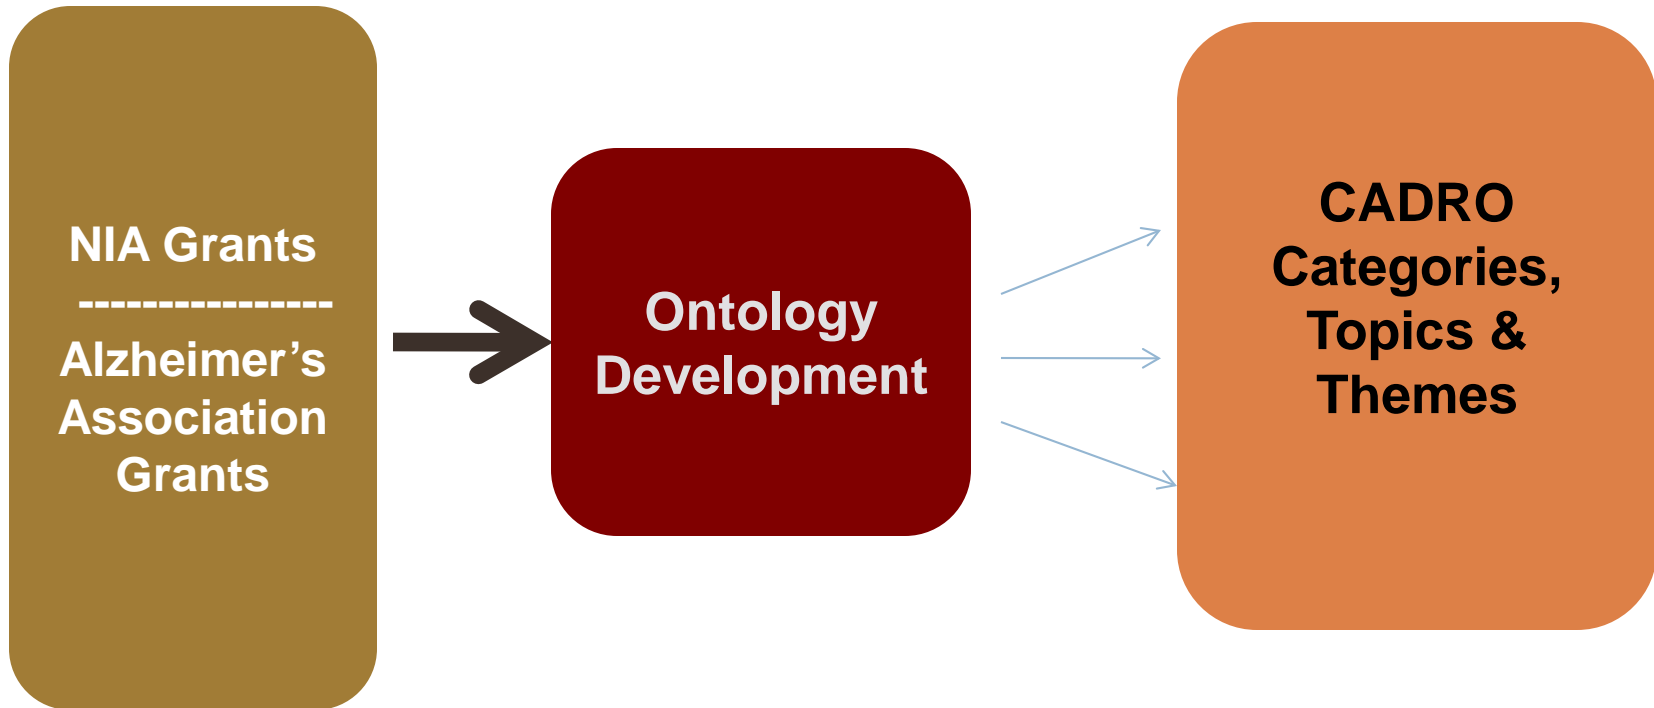 NIA Grants
----------------
Alzheimer’s
Association
Grants
Ontology
Development
CADRO
Categories,
Topics &
Themes